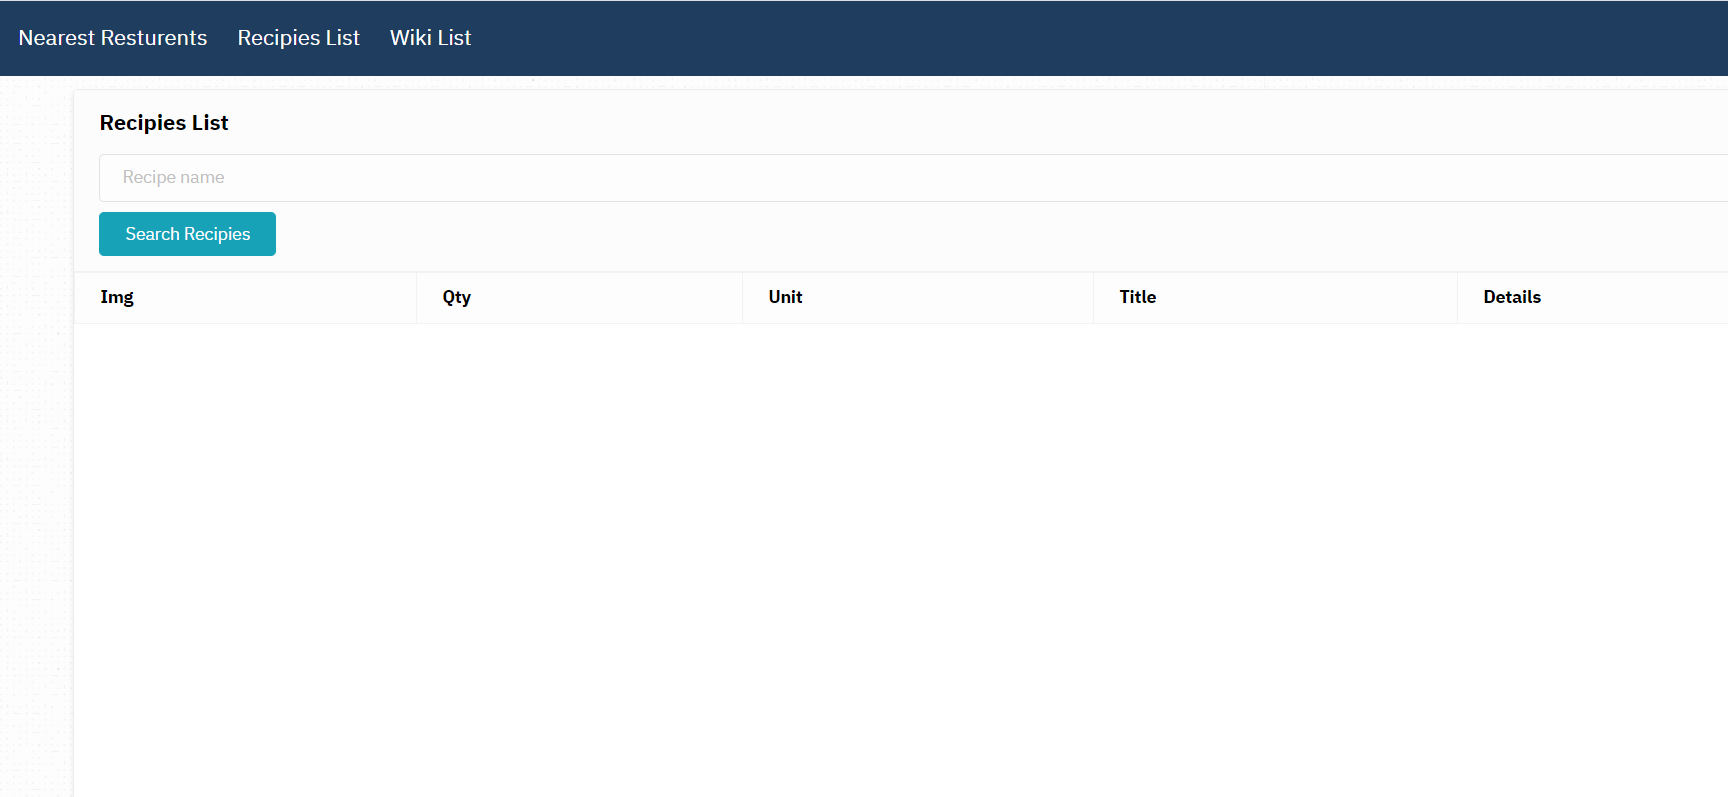 Nearest Resturents Recipies List Wiki List
Recipies List
Recipe name
Search Recipies
Img Qty Unit Title Details